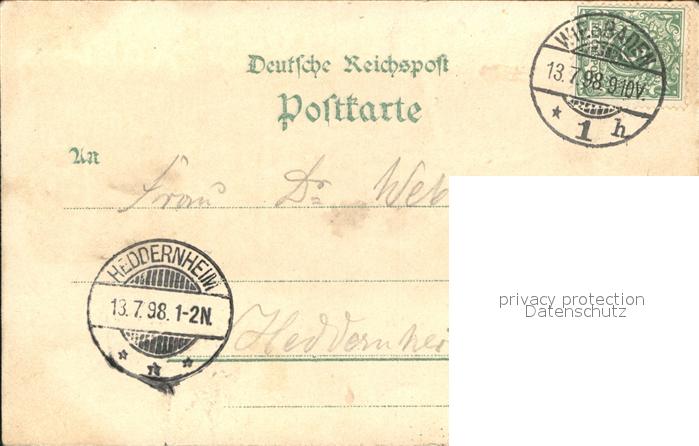 Deutsche Reichspost
Postkarte
WIESBADEN
13.7.98 9-10V.
* 1 h
An
Frau Dr Web
HEDDERNHEIM
13.7.98.1-2N.
Heddernhei
privacy protection
Datenschutz